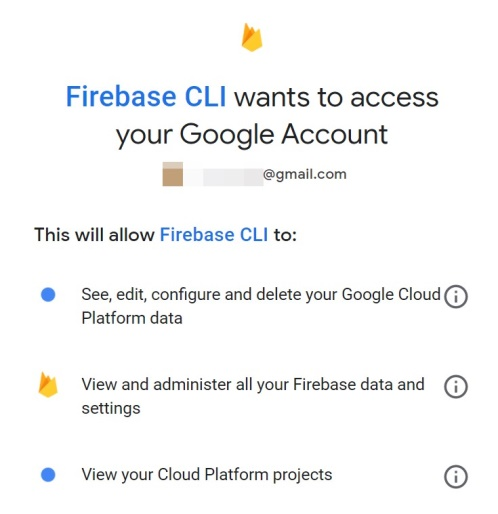 Firebase CLI wants to access
your Google Account
@gmail.com
This will allow Firebase CLI to:
See, edit, configure and delete your Google Cloud
Platform data
View and administer all your Firebase data and
settings
View your Cloud Platform projects